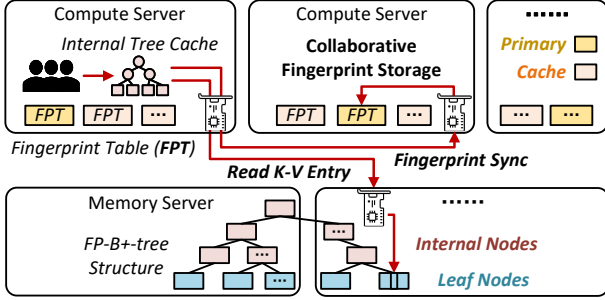 Compute Server
Internal Tree Cache
FPT
FPT
...
Fingerprint Table (FPT)
Compute Server
Collaborative
Fingerprint Storage
FPT
FPT
...
......
Primary
Cache
...
...
Read K-V Entry
Fingerprint Sync
Memory Server
FP-B+-tree
Structure
...
...
...
......
Internal Nodes
Leaf Nodes